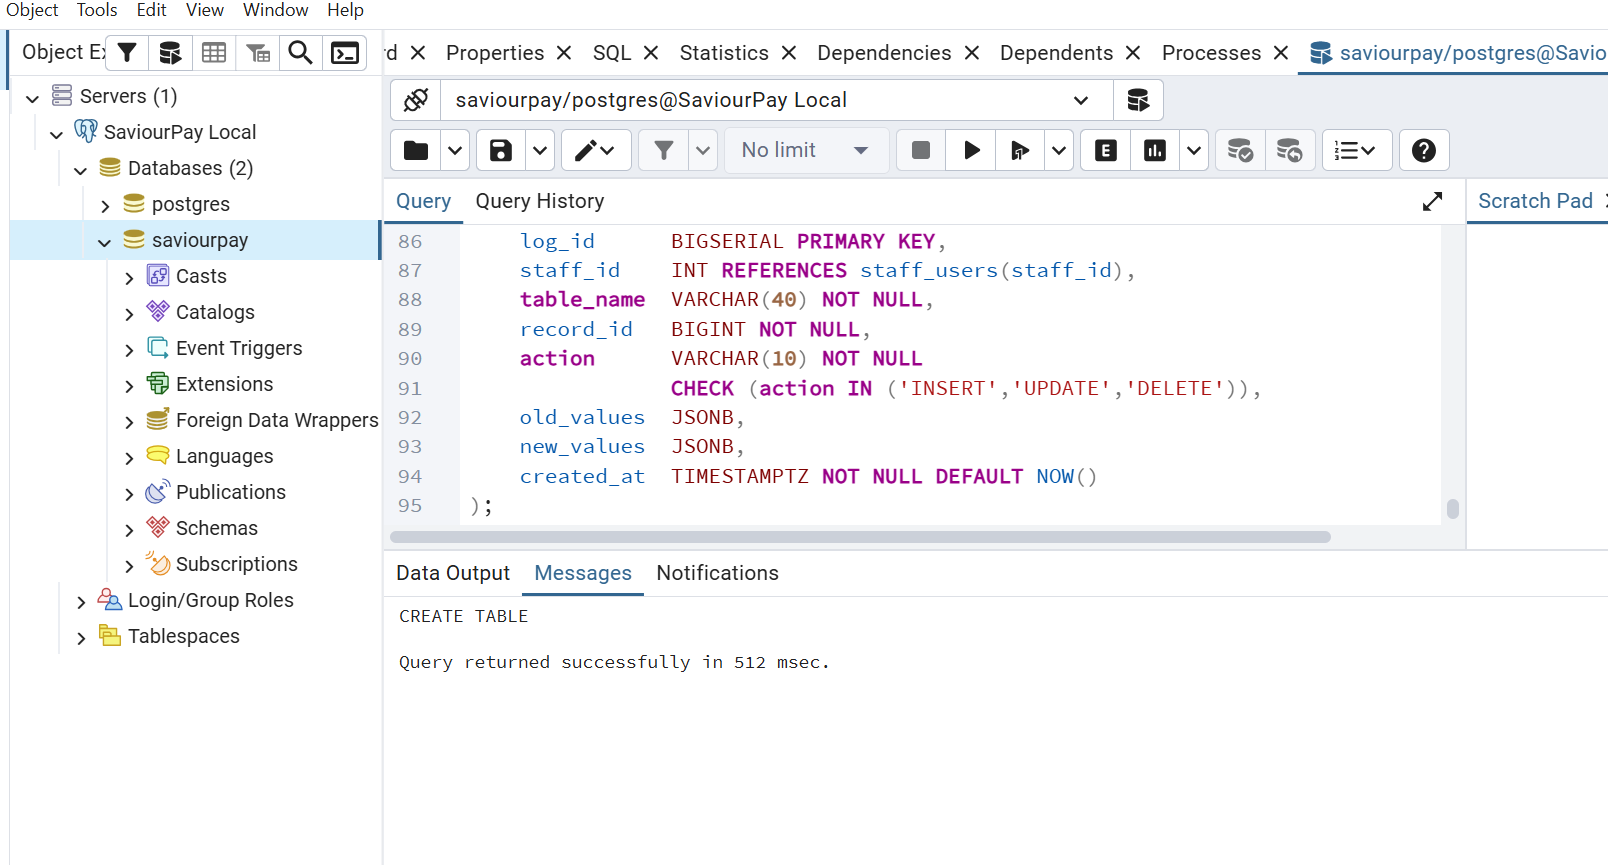 Object Tools Edit View Window Help
Object Ex
rd Properties SQL Statistics Dependencies Dependents Processes saviourpay/postgres@Savio
Servers (1)
SaviourPay Local
Databases (2)
postgres
saviourpay
Casts
Catalogs
Event Triggers
Extensions
Foreign Data Wrappers
Languages
Publications
Schemas
Subscriptions
Login/Group Roles
Tablespaces
saviourpay/postgres@SaviourPay Local
No limit
E
Query Query History
Scratch Pad
86 log_id BIGSERIAL PRIMARY KEY,
87 staff_id INT REFERENCES staff_users(staff_id),
88 table_name VARCHAR(40) NOT NULL,
89 record_id BIGINT NOT NULL,
90 action VARCHAR(10) NOT NULL
91 CHECK (action IN ('INSERT','UPDATE','DELETE')),
92 old_values JSONB,
93 new_values JSONB,
94 created_at TIMESTAMPTZ NOT NULL DEFAULT NOW()
95 );
Data Output Messages Notifications
CREATE TABLE
Query returned successfully in 512 msec.